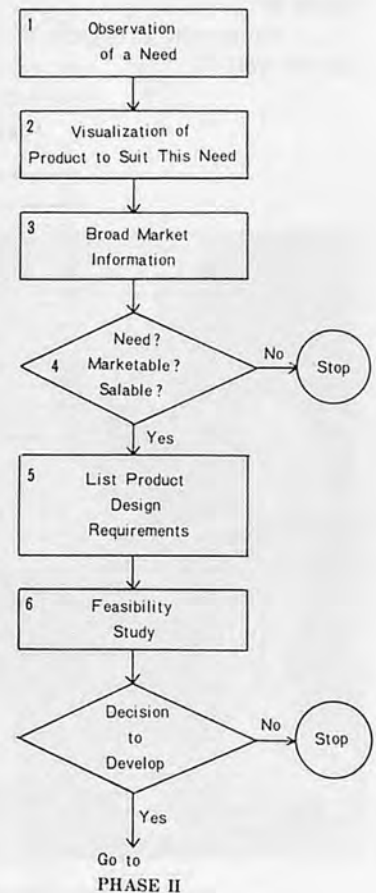 1
Observation
of a Need
2
Visualization of
Product to Suit This Need
3
Broad Market
Information
Need?
4 Marketable?
Salable?
No
Stop
Yes
5
List Product
Design
Requirements
6
Feasibility
Study
Decision
to
Develop
No
Stop
Yes
Go to
PHASE II